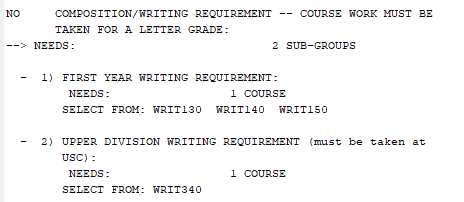 NO COMPOSITION/WRITING REQUIREMENT -- COURSE WORK MUST BE
TAKEN FOR A LETTER GRADE:
--> NEEDS: 2 SUB-GROUPS
- 1) FIRST YEAR WRITING REQUIREMENT:
NEEDS: 1 COURSE
SELECT FROM: WRIT130 WRIT140 WRIT150
- 2) UPPER DIVISION WRITING REQUIREMENT (must be taken at
USC):
NEEDS: 1 COURSE
SELECT FROM: WRIT340